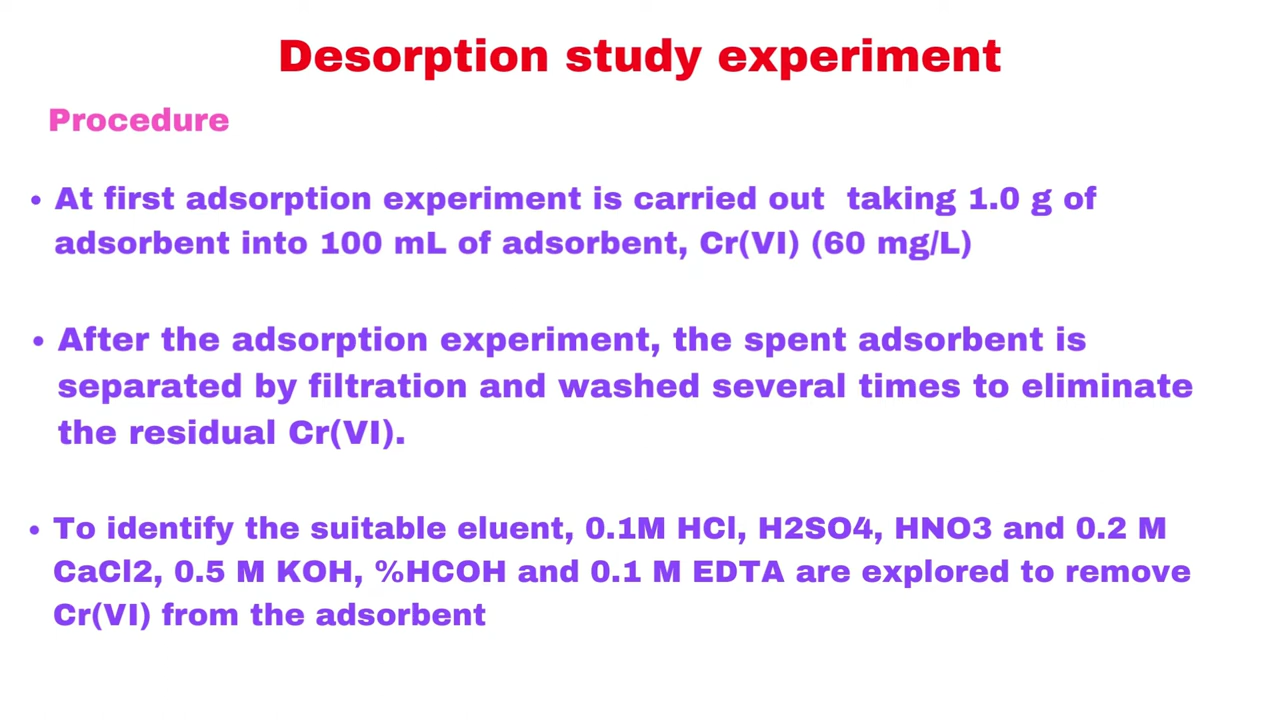 Desorption study experiment
Procedure
• At first adsorption experiment is carried out  taking 1.0 g of
adsorbent into 100 mL of adsorbent, Cr(VI) (60 mg/L)
• After the adsorption experiment, the spent adsorbent is
separated by filtration and washed several times to eliminate
the residual Cr(VI).
• To identify the suitable eluent, 0.1M HCl, H2SO4, HNO3 and 0.2 M
CaCl2, 0.5 M KOH, %HCOH and 0.1 M EDTA are explored to remove
Cr(VI) from the adsorbent